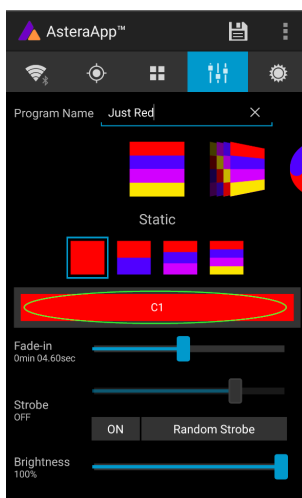 AsteraApp™
Program Name Just Red
Static
C1
Fade-in
0min 04.60sec
Strobe
OFF
ON Random Strobe
Brightness
100%